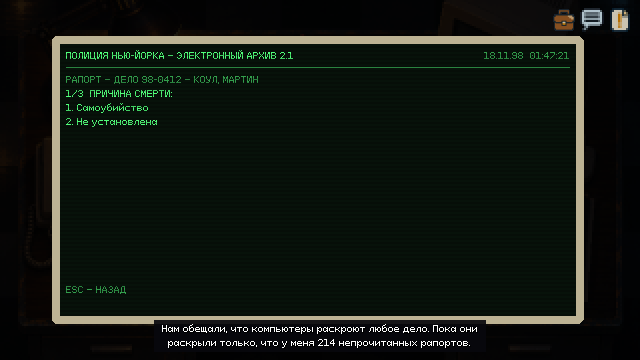 ПОЛИЦИЯ НЬЮ-ЙОРКА – ЭЛЕКТРОННЫЙ АРХИВ 2.1 18.11.98 01:47:21
РАПОРТ – ДЕЛО 98-0412 – КОУЛ, МАРТИН
1/3 ПРИЧИНА СМЕРТИ:
1. Самоубийство
2. Не установлена
ESC – НАЗАД
Нам обещали, что компьютеры раскроют любое дело. Пока они
раскрыли только, что у меня 214 непрочитанных рапортов.